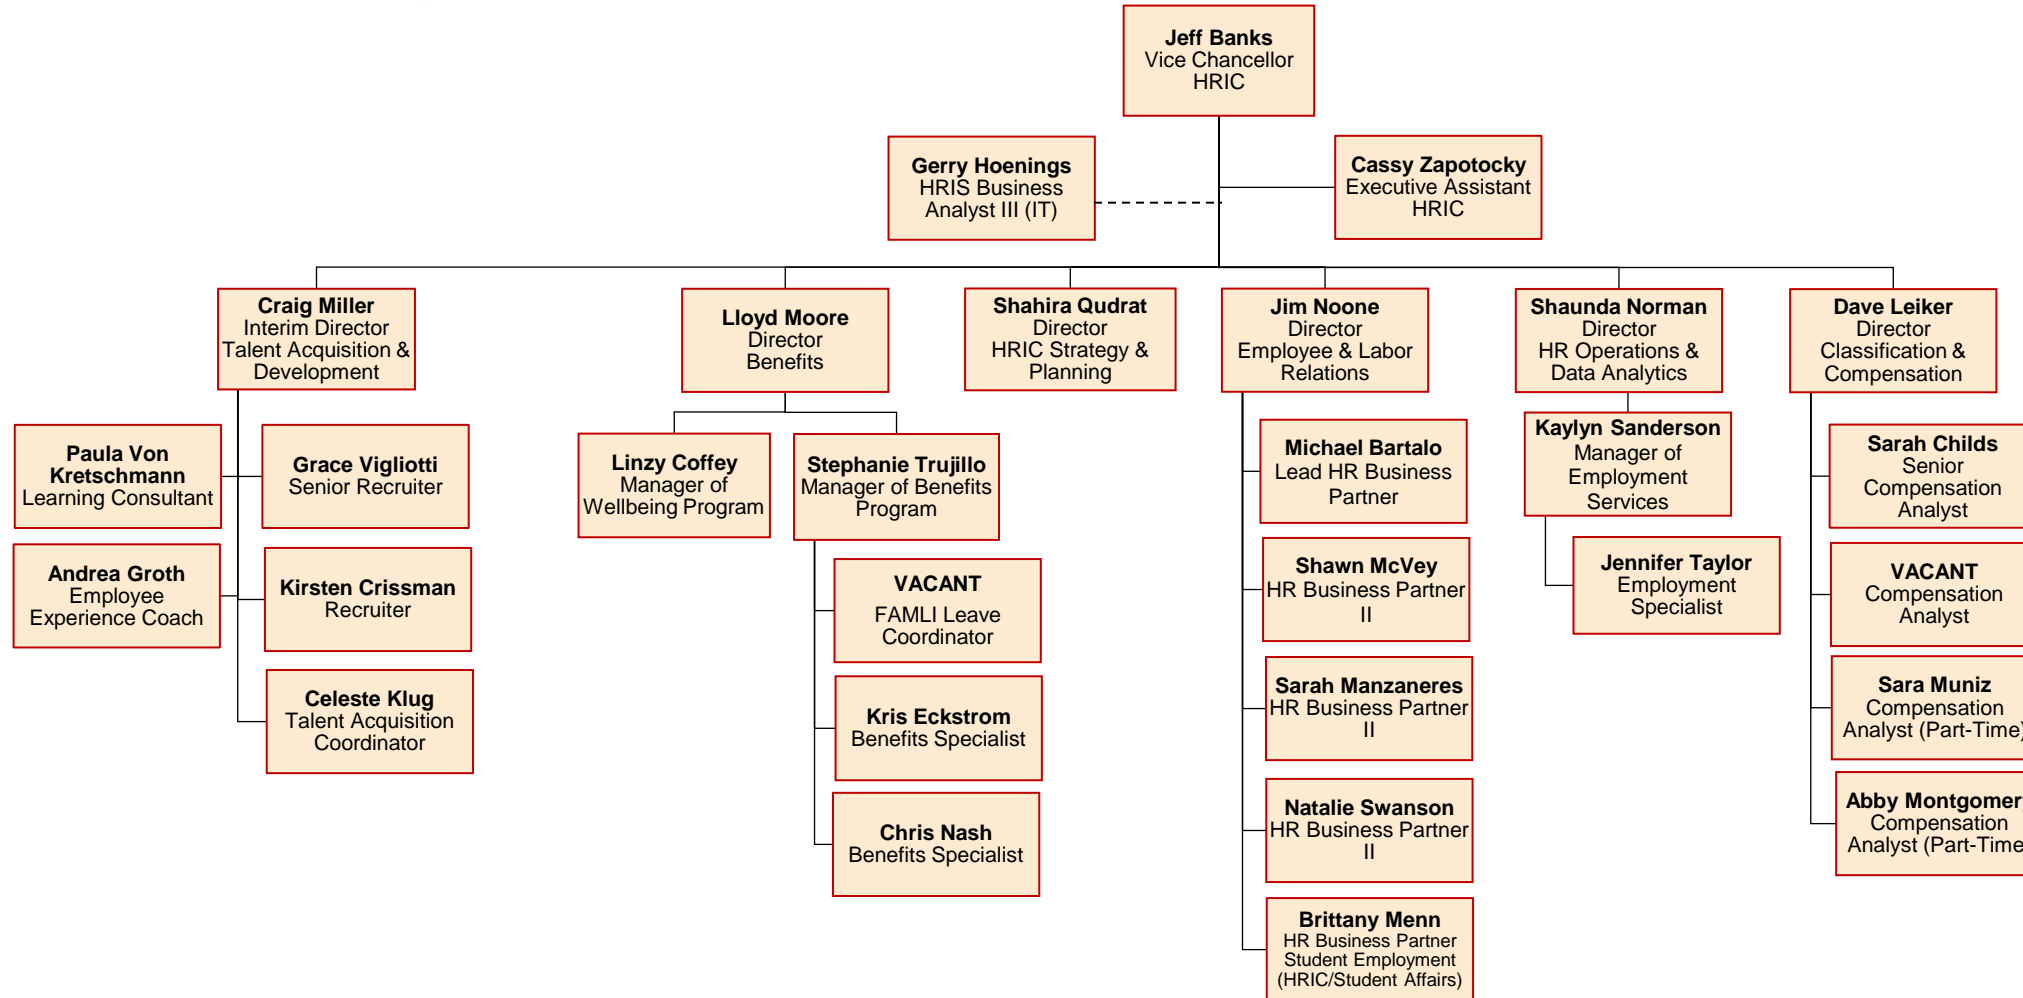 Jeff Banks
Vice Chancellor
HRIC
Gerry Hoenings
HRIS Business
Analyst III (IT)
Cassy Zapotocky
Executive Assistant
HRIC
Craig Miller
Interim Director
Talent Acquisition &
Development
Lloyd Moore
Director
Benefits
Shahira Qudrat
Director
HRIC Strategy &
Planning
Jim Noone
Director
Employee & Labor
Relations
Shaunda Norman
Director
HR Operations &
Data Analytics
Dave Leiker
Director
Classification &
Compensation
Paula Von
Kretschmann
Learning Consultant
Grace Vigliotti
Senior Recruiter
Andrea Groth
Employee
Experience Coach
Kirsten Crissman
Recruiter
Celeste Klug
Talent Acquisition
Coordinator
Linzy Coffey
Manager of
Wellbeing Program
Stephanie Trujillo
Manager of Benefits
Program
VACANT
FAMLI Leave
Coordinator
Kris Eckstrom
Benefits Specialist
Chris Nash
Benefits Specialist
Michael Bartalo
Lead HR Business
Partner
Shawn McVey
HR Business Partner
II
Sarah Manzaneres
HR Business Partner
II
Natalie Swanson
HR Business Partner
II
Brittany Menn
HR Business Partner
Student Employment
(HRIC/Student Affairs)
Kaylyn Sanderson
Manager of
Employment
Services
Jennifer Taylor
Employment
Specialist
Sarah Childs
Senior
Compensation
Analyst
VACANT
Compensation
Analyst
Sara Muniz
Compensation
Analyst (Part-Time)
Abby Montgomery
Compensation
Analyst (Part-Time